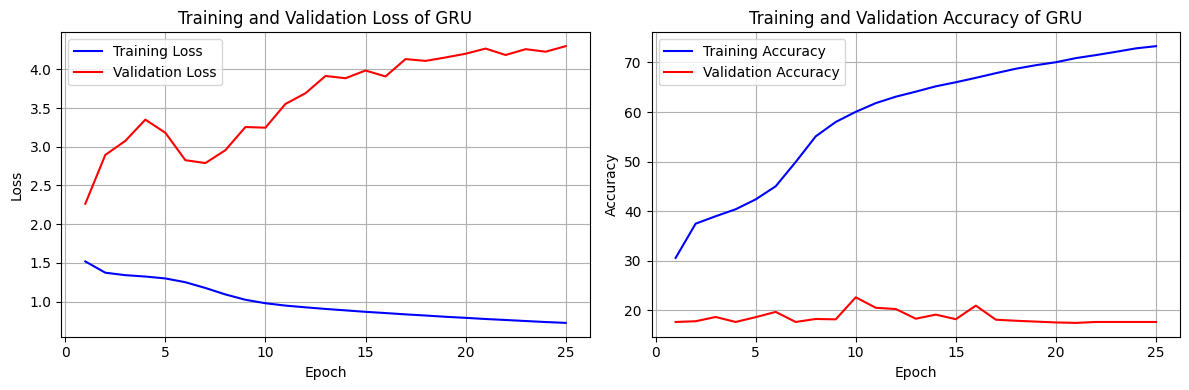 Training and Validation Loss of GRU
Training Loss
Validation Loss
4.0
3.5
3.0
2.5
2.0
1.5
1.0
Loss
0 5 10 15 20 25
Epoch
Training and Validation Accuracy of GRU
Training Accuracy
Validation Accuracy
70
60
50
40
30
20
Accuracy
0 5 10 15 20 25
Epoch